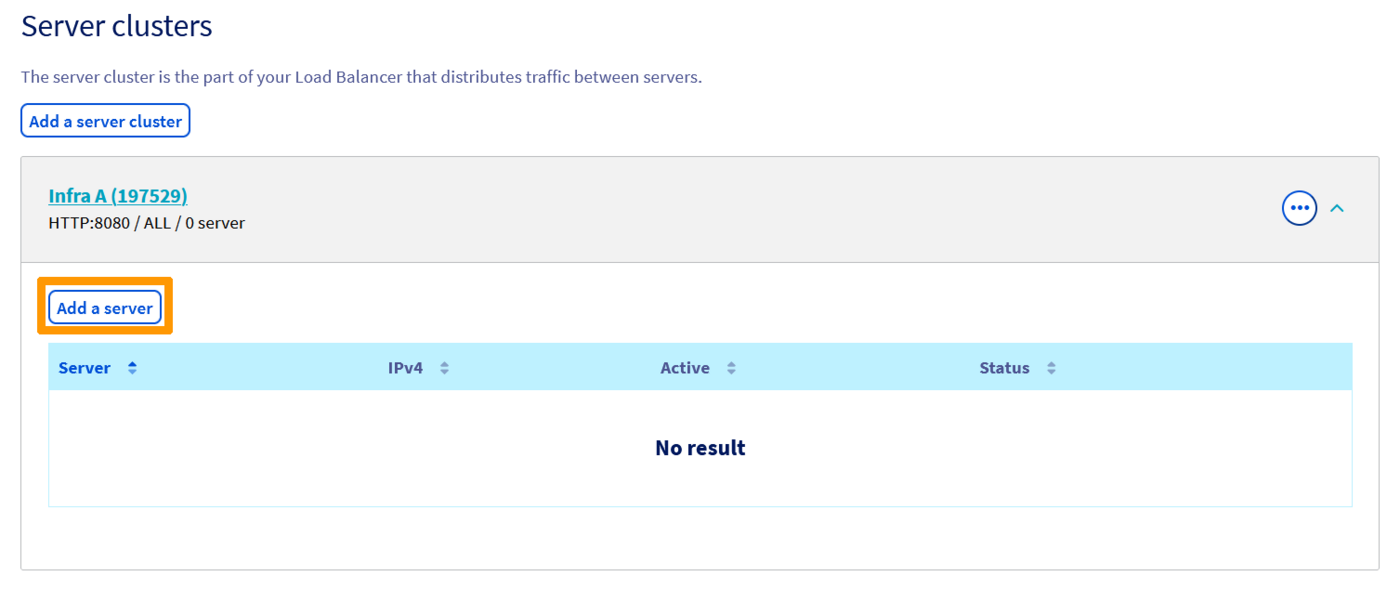 Server clusters
The server cluster is the part of your Load Balancer that distributes traffic between servers.
Add a server cluster
Infra A (197529)
HTTP:8080 / ALL / 0 server
Add a server
Server IPv4 Active Status
No result